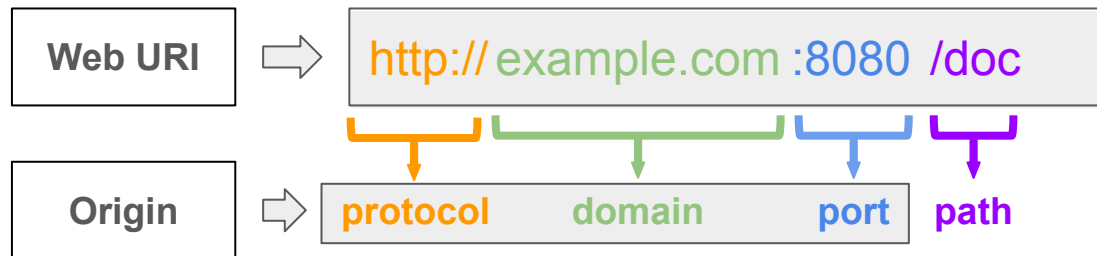 Web URI http:// example.com :8080 /doc
Origin protocol domain port path